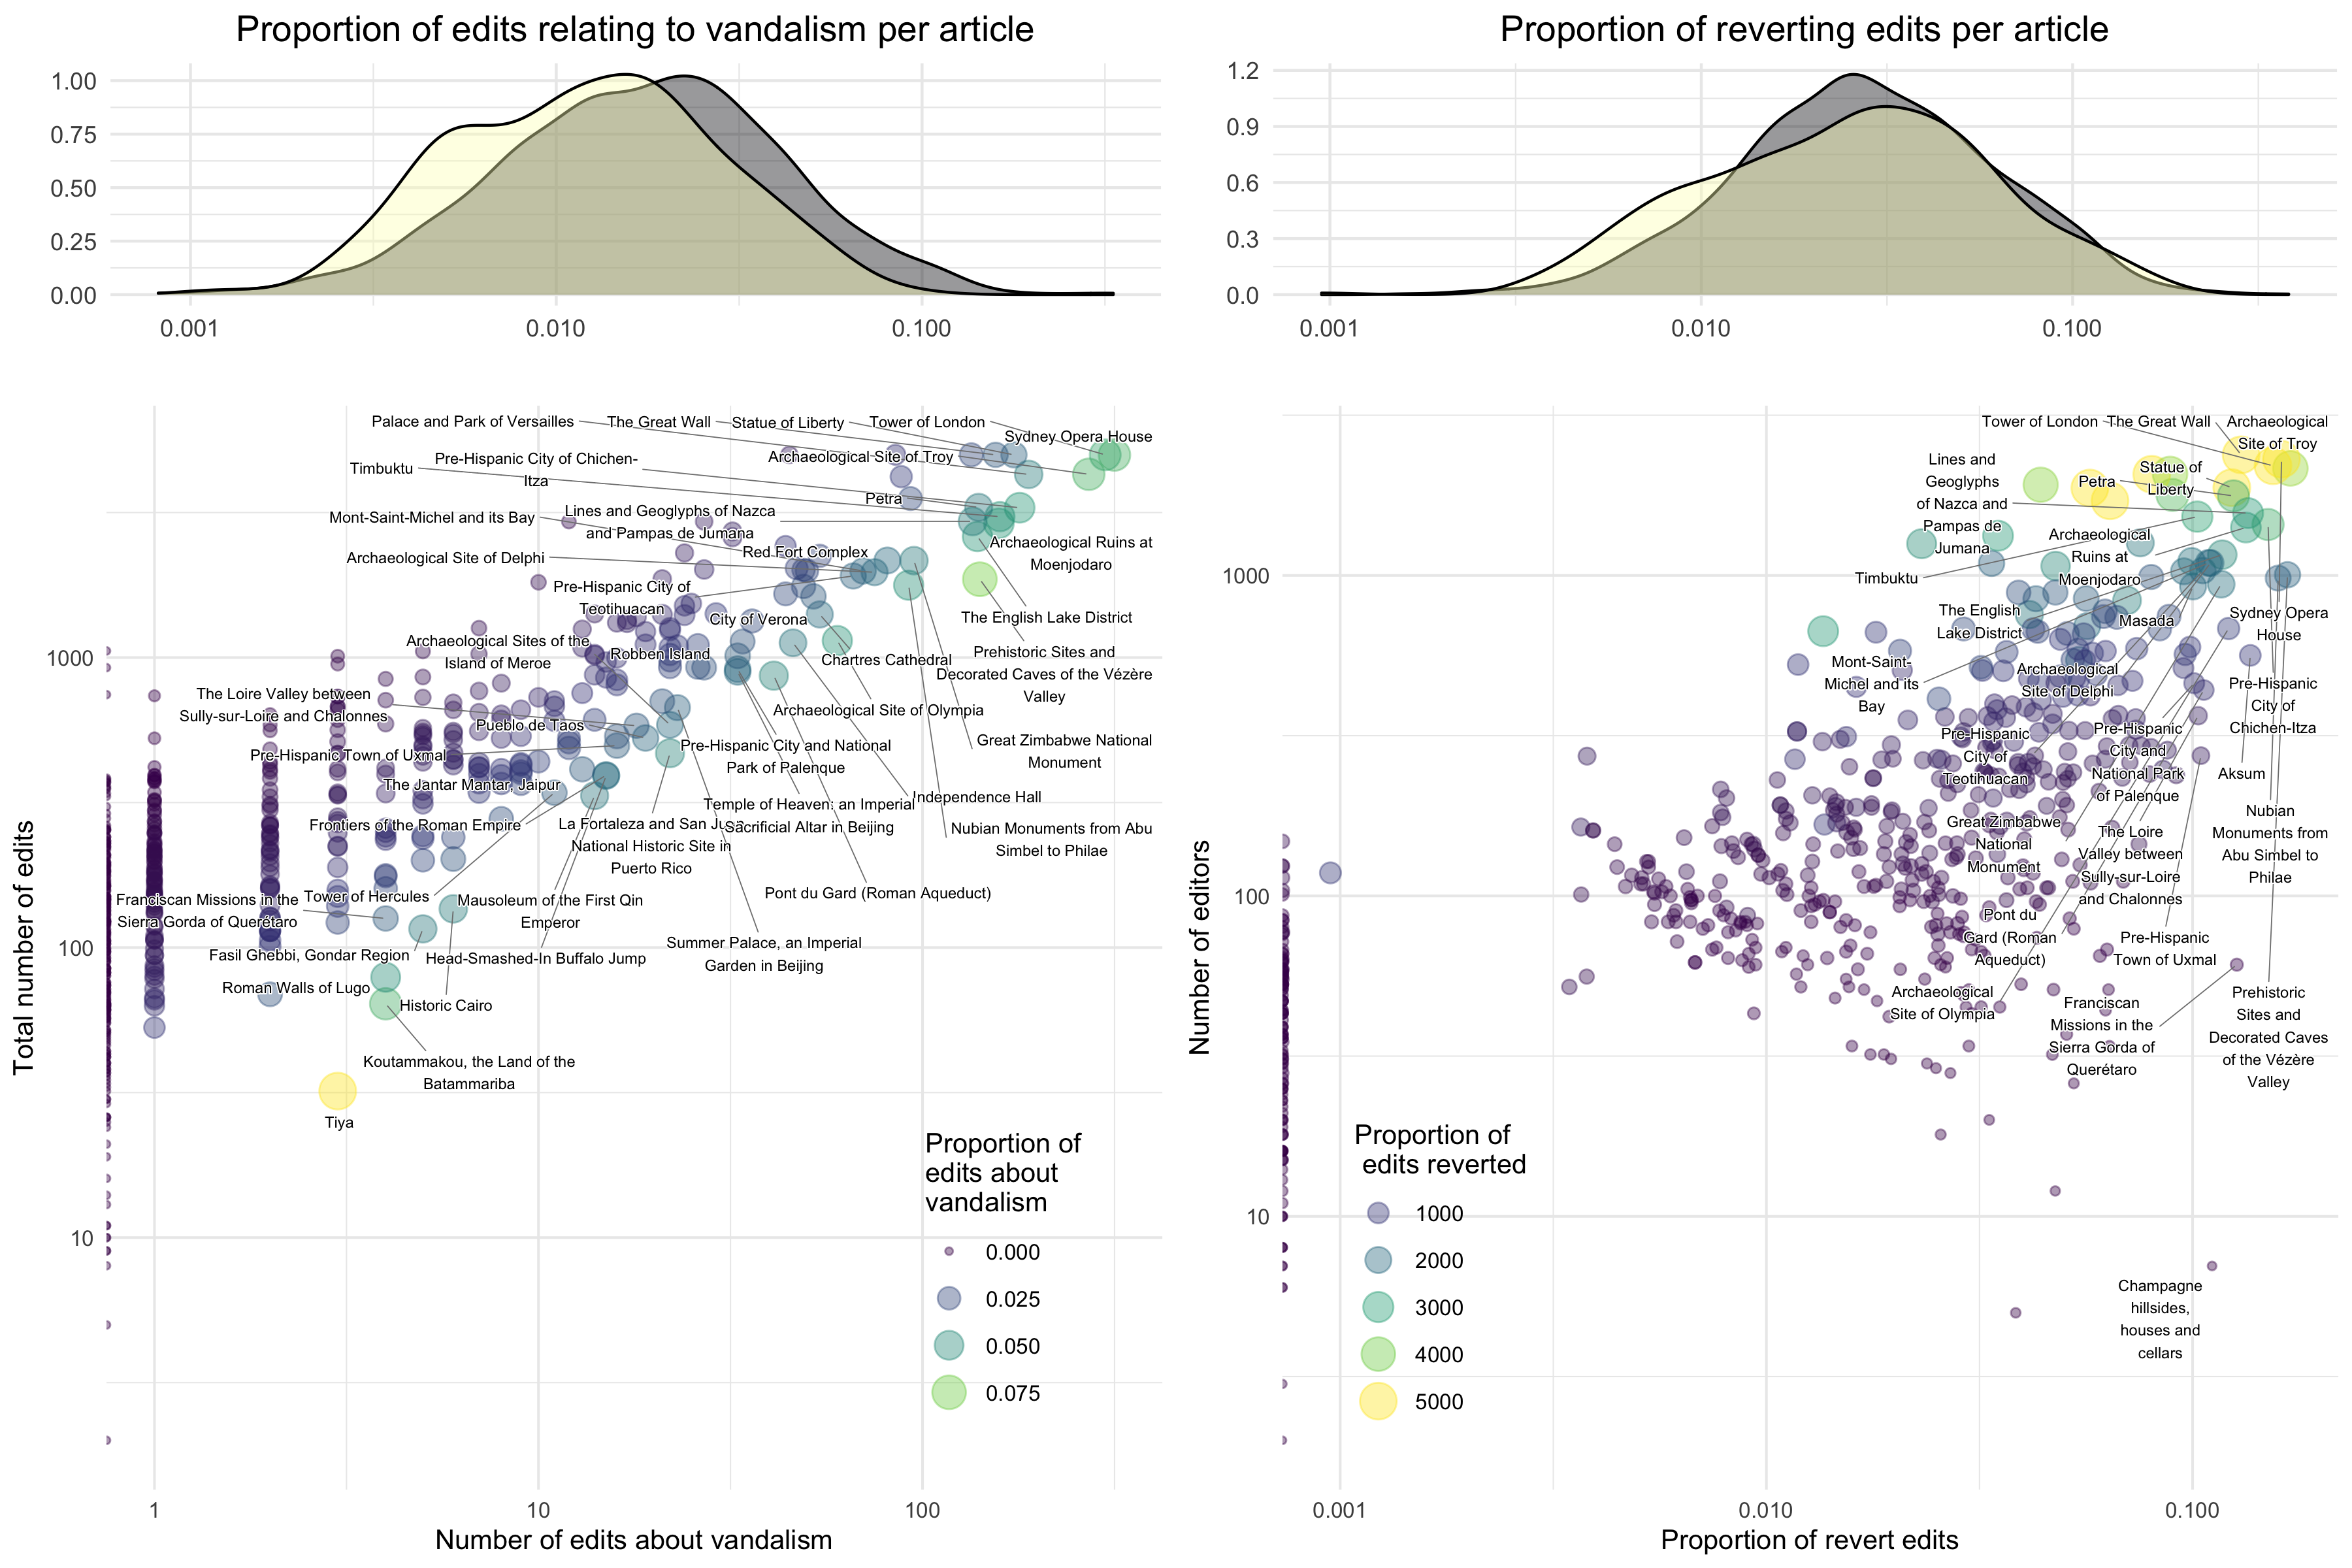 Proportion of edits relating to vandalism per article
1.00
0.75
0.50
0.25
0.00
0.001
0.010
0.100
Proportion of reverting edits per article
1.2
0.9
0.6
0.3
0.0
0.001
0.010
0.100
Total number of edits
1000
100
10
Palace and Park of Versailles
The Great Wall
Statue of Liberty
Tower of London
Sydney Opera House
Timbuktu
Pre-Hispanic City of Chichen-
Itza
Archaeological Site of Troy
Petra
Mont-Saint-Michel and its Bay
Lines and Geoglyphs of Nazca
and Pampas de Jumana
Archaeological Site of Delphi
Red Fort Complex
Archaeological Ruins at
Moenjodaro
Pre-Hispanic City of
Teotihuacan
City of Verona
The English Lake District
Archaeological Sites of the
Island of Meroe
Robben Island
Chartres Cathedral
Prehistoric Sites and
Decorated Caves of the Vézère
Valley
The Loire Valley between
Sully-sur-Loire and Chalonnes
Archaeological Site of Olympia
Pueblo de Taos
Pre-Hispanic Town of Uxmal
Pre-Hispanic City and National
Park of Palenque
Great Zimbabwe National
Monument
The Jantar Mantar, Jaipur
Temple of Heaven: an Imperial
Sacrificial Altar in Beijing
Independence Hall
Frontiers of the Roman Empire
La Fortaleza and San Juan
National Historic Site in
Puerto Rico
Nubian Monuments from Abu
Simbel to Philae
Franciscan Missions in the
Sierra Gorda of Querétaro
Tower of Hercules
Mausoleum of the First Qin
Emperor
Pont du Gard (Roman Aqueduct)
Fasil Ghebbi, Gondar Region
Head-Smashed-In Buffalo Jump
Summer Palace, an Imperial
Garden in Beijing
Roman Walls of Lugo
Historic Cairo
Koutammakou, the Land of the
Batammariba
Tiya
Proportion of
edits about
vandalism
0.000
0.025
0.050
0.075
1
10
100
Number of edits about vandalism
Number of editors
1000
100
10
Tower of London
The Great Wall
Archaeological
Site of Troy
Lines and
Geoglyphs
of Nazca and
Pampas de
Jumana
Petra
Statue of
Liberty
Archaeological
Ruins at
Moenjodaro
Timbuktu
The English
Lake District
Masada
Sydney Opera
House
Mont-Saint-
Michel and its
Bay
Archaeological
Site of Delphi
Pre-Hispanic
City of
Chichen-Itza
Pre-Hispanic
City of
Teotihuacan
Pre-Hispanic
City and
National Park
of Palenque
Aksum
Great Zimbabwe
National
Monument
The Loire
Valley between
Sully-sur-Loire
and Chalonnes
Nubian
Monuments from
Abu Simbel to
Philae
Pont du
Gard (Roman
Aqueduct)
Pre-Hispanic
Town of Uxmal
Archaeological
Site of Olympia
Franciscan
Missions in the
Sierra Gorda of
Querétaro
Prehistoric
Sites and
Decorated Caves
of the Vézère
Valley
Champagne
hillsides,
houses and
cellars
Proportion of
edits reverted
1000
2000
3000
4000
5000
0.001
0.010
0.100
Proportion of revert edits